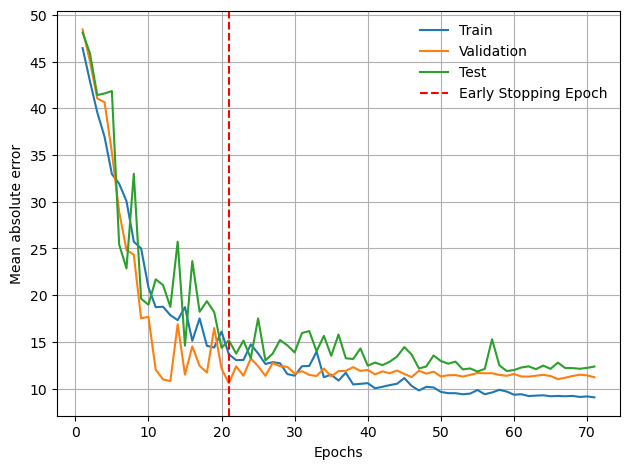 50
45
40
35
30
25
20
15
10
Mean absolute error
Train
Validation
Test
Early Stopping Epoch
0 10 20 30 40 50 60 70
Epochs